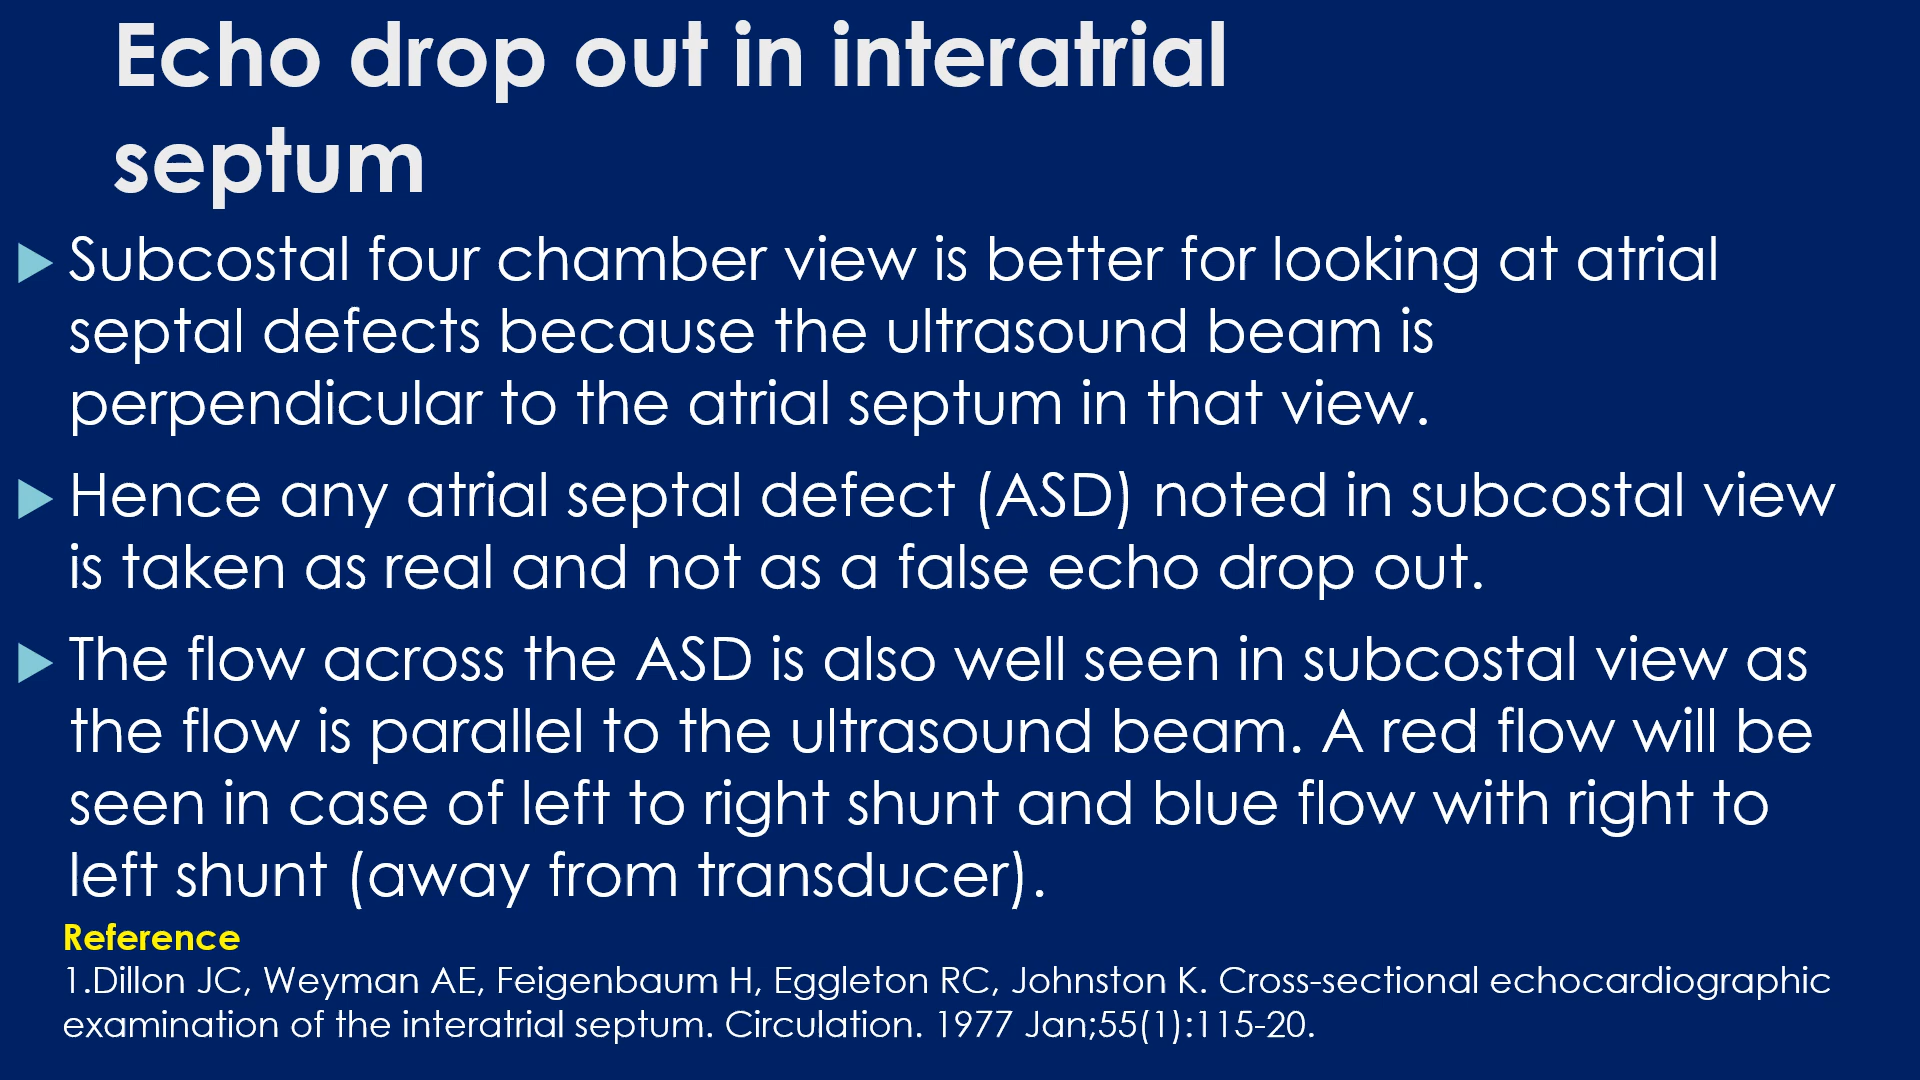 Echo drop out in interatrial
septum
Subcostal four chamber view is better for looking at atrial
septal defects because the ultrasound beam is
perpendicular to the atrial septum in that view.
Hence any atrial septal defect (ASD) noted in subcostal view
is taken as real and not as a false echo drop out.
The flow across the ASD is also well seen in subcostal view as
the flow is parallel to the ultrasound beam. A red flow will be
seen in case of left to right shunt and blue flow with right to
left shunt (away from transducer).
Reference
1.Dillon JC, Weyman AE, Feigenbaum H, Eggleton RC, Johnston K. Cross-sectional echocardiographic
examination of the interatrial septum. Circulation. 1977 Jan;55(1):115-20.